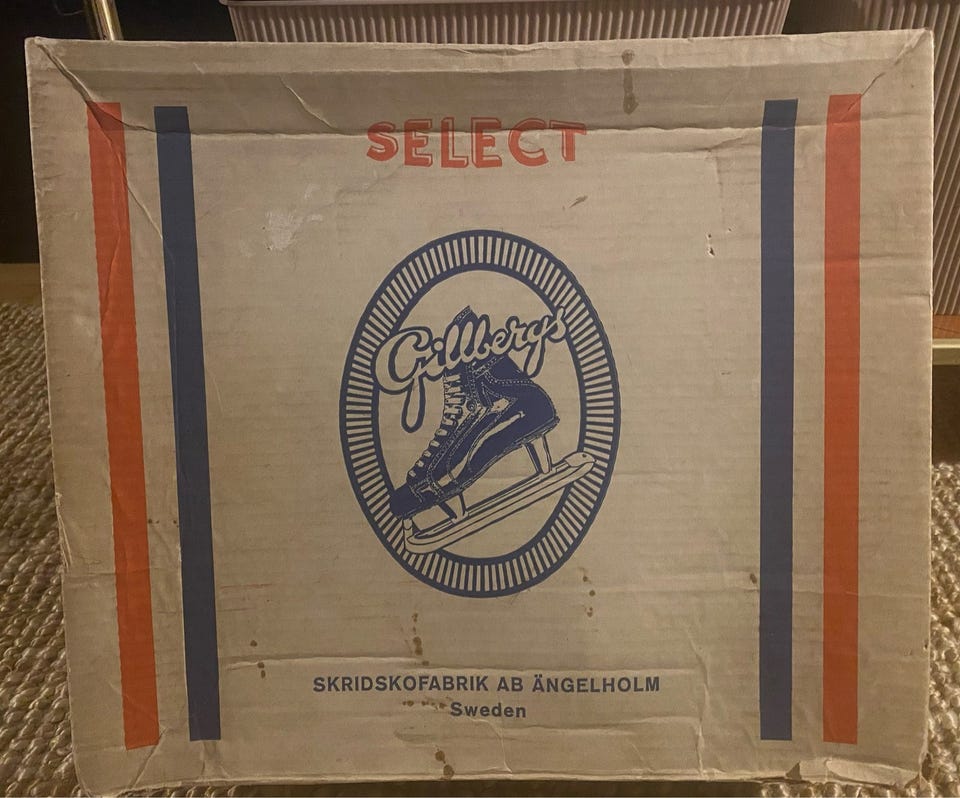 SELECT
Gillbergs
SKRIDSKOFABRIK AB ÄNGELHOLM
Sweden